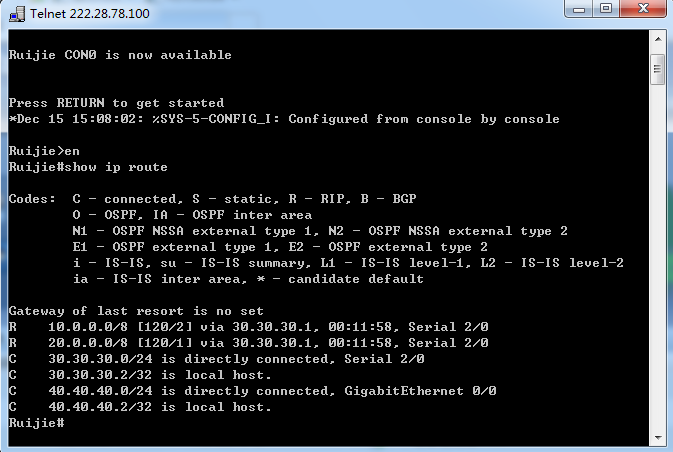 Telnet 222.28.78.100
Ruijie CON0 is now available
Press RETURN to get started
*Dec 15 15:08:02: %SYS-5-CONFIG_I: Configured from console by console
Ruijie>en
Ruijie#show ip route
Codes:  C - connected, S - static, R - RIP, B - BGP
        O - OSPF, IA - OSPF inter area
        N1 - OSPF NSSA external type 1, N2 - OSPF NSSA external type 2
        E1 - OSPF external type 1, E2 - OSPF external type 2
        i - IS-IS, su - IS-IS summary, L1 - IS-IS level-1, L2 - IS-IS level-2
        ia - IS-IS inter area, * - candidate default
Gateway of last resort is no set
R    10.0.0.0/8 [120/2] via 30.30.30.1, 00:11:58, Serial 2/0
R    20.0.0.0/8 [120/1] via 30.30.30.1, 00:11:58, Serial 2/0
C    30.30.30.0/24 is directly connected, Serial 2/0
C    30.30.30.2/32 is local host.
C    40.40.40.0/24 is directly connected, GigabitEthernet 0/0
C    40.40.40.2/32 is local host.
Ruijie#